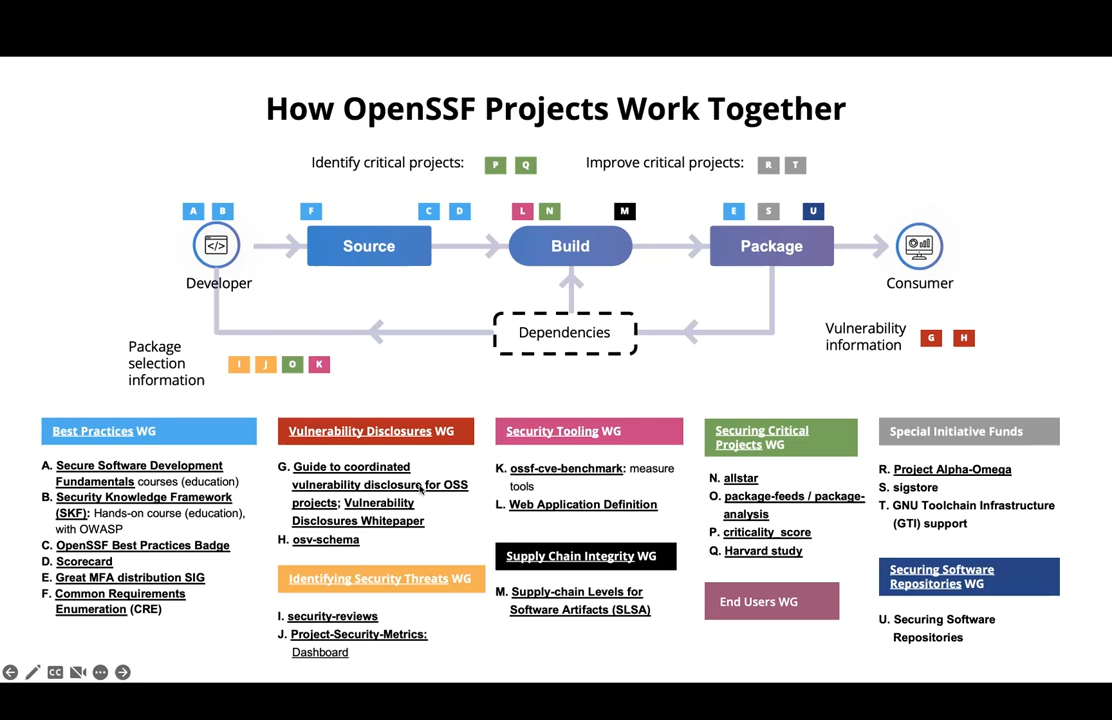 How OpenSSF Projects Work Together
Identify critical projects: P Q Improve critical projects: R T
A B F C D L N M E S U
Source Build Package
Developer Consumer
Dependencies
Vulnerability
information G H
Package
selection
information I J O K
Best Practices WG
A. Secure Software Development
Fundamentals courses (education)
B. Security Knowledge Framework
(SKF): Hands-on course (education),
with OWASP
C. OpenSSF Best Practices Badge
D. Scorecard
E. Great MFA distribution SIG
F. Common Requirements
Enumeration (CRE)
Vulnerability Disclosures WG
G. Guide to coordinated
vulnerability disclosure for OSS
projects; Vulnerability
Disclosures Whitepaper
H. osv-schema
Identifying Security Threats WG
I. security-reviews
J. Project-Security-Metrics:
Dashboard
Security Tooling WG
K. ossf-cve-benchmark: measure
tools
L. Web Application Definition
Supply Chain Integrity WG
M. Supply-chain Levels for
Software Artifacts (SLSA)
Securing Critical
Projects WG
N. allstar
O. package-feeds / package-
analysis
P. criticality_score
Q. Harvard study
End Users WG
Special Initiative Funds
R. Project Alpha-Omega
S. sigstore
T. GNU Toolchain Infrastructure
(GTI) support
Securing Software
Repositories WG
U. Securing Software
Repositories
CC